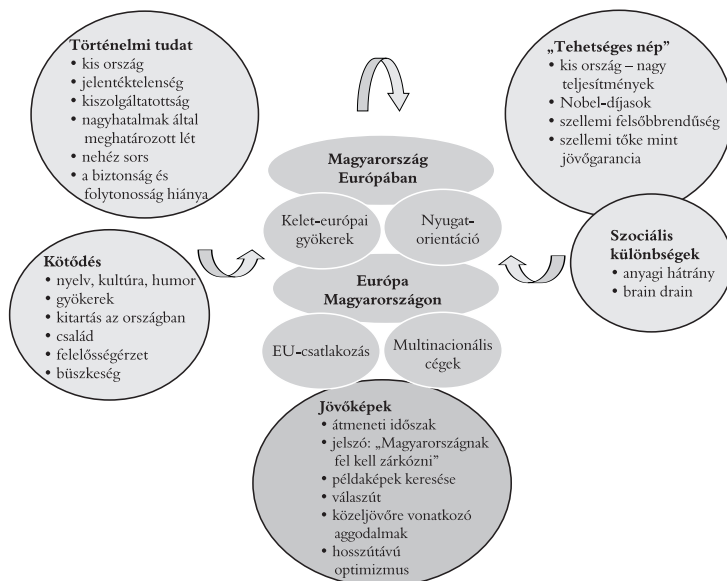 Történelmi tudat
• kis ország
• jelentéktelenség
• kiszolgáltatottság
• nagyhatalmak által
meghatározott lét
• nehéz sors
• a biztonság és
folytonosság hiánya
„Tehetséges nép”
• kis ország – nagy
teljesítmények
• Nobel-díjasok
• szellemi felsőbbrendűség
• szellemi tőke mint
jövőgarancia
Magyarország
Európában
Kelet-európai
gyökerek
Nyugat-
orientáció
Kötődés
• nyelv, kultúra, humor
• gyökerek
• kitartás az országban
• család
• felelősségérzet
• büszkeség
Szociális
különbségek
• anyagi hátrány
• brain drain
Európa
Magyarországon
EU-csatlakozás
Multinacionális
cégek
Jövőképek
• átmeneti időszak
• jelszó: „Magyarországnak
fel kell zárkózni”
• példaképek keresése
• válaszút
• közeljövőre vonatkozó
aggodalmak
• hosszútávú
optimizmus